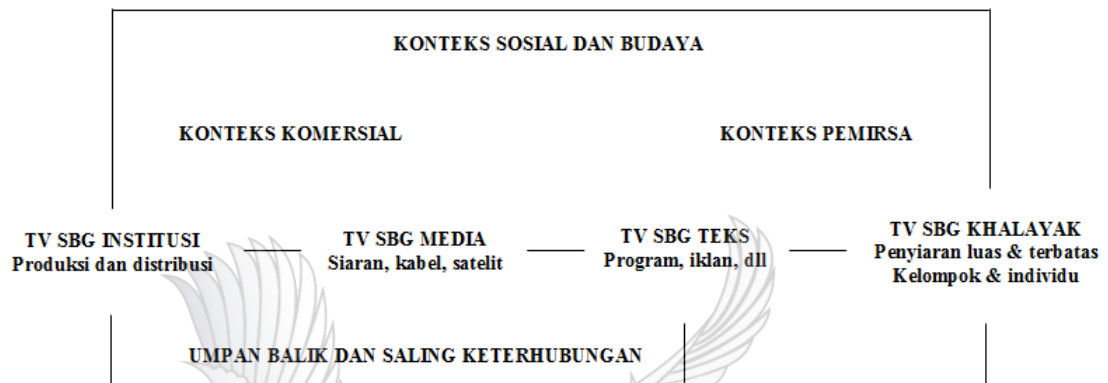 KONTEKS SOSIAL DAN BUDAYA
KONTEKS KOMERSIAL
KONTEKS PEMIRSA
TV SBG INSTITUSI
Produksi dan distribusi
TV SBG MEDIA
Siaran, kabel, satelit
TV SBG TEKS
Program, iklan, dll
TV SBG KHALAYAK
Penyiaran luas & terbatas
Kelompok & individu
UMPAN BALIK DAN SALING KETERHUBUNGAN